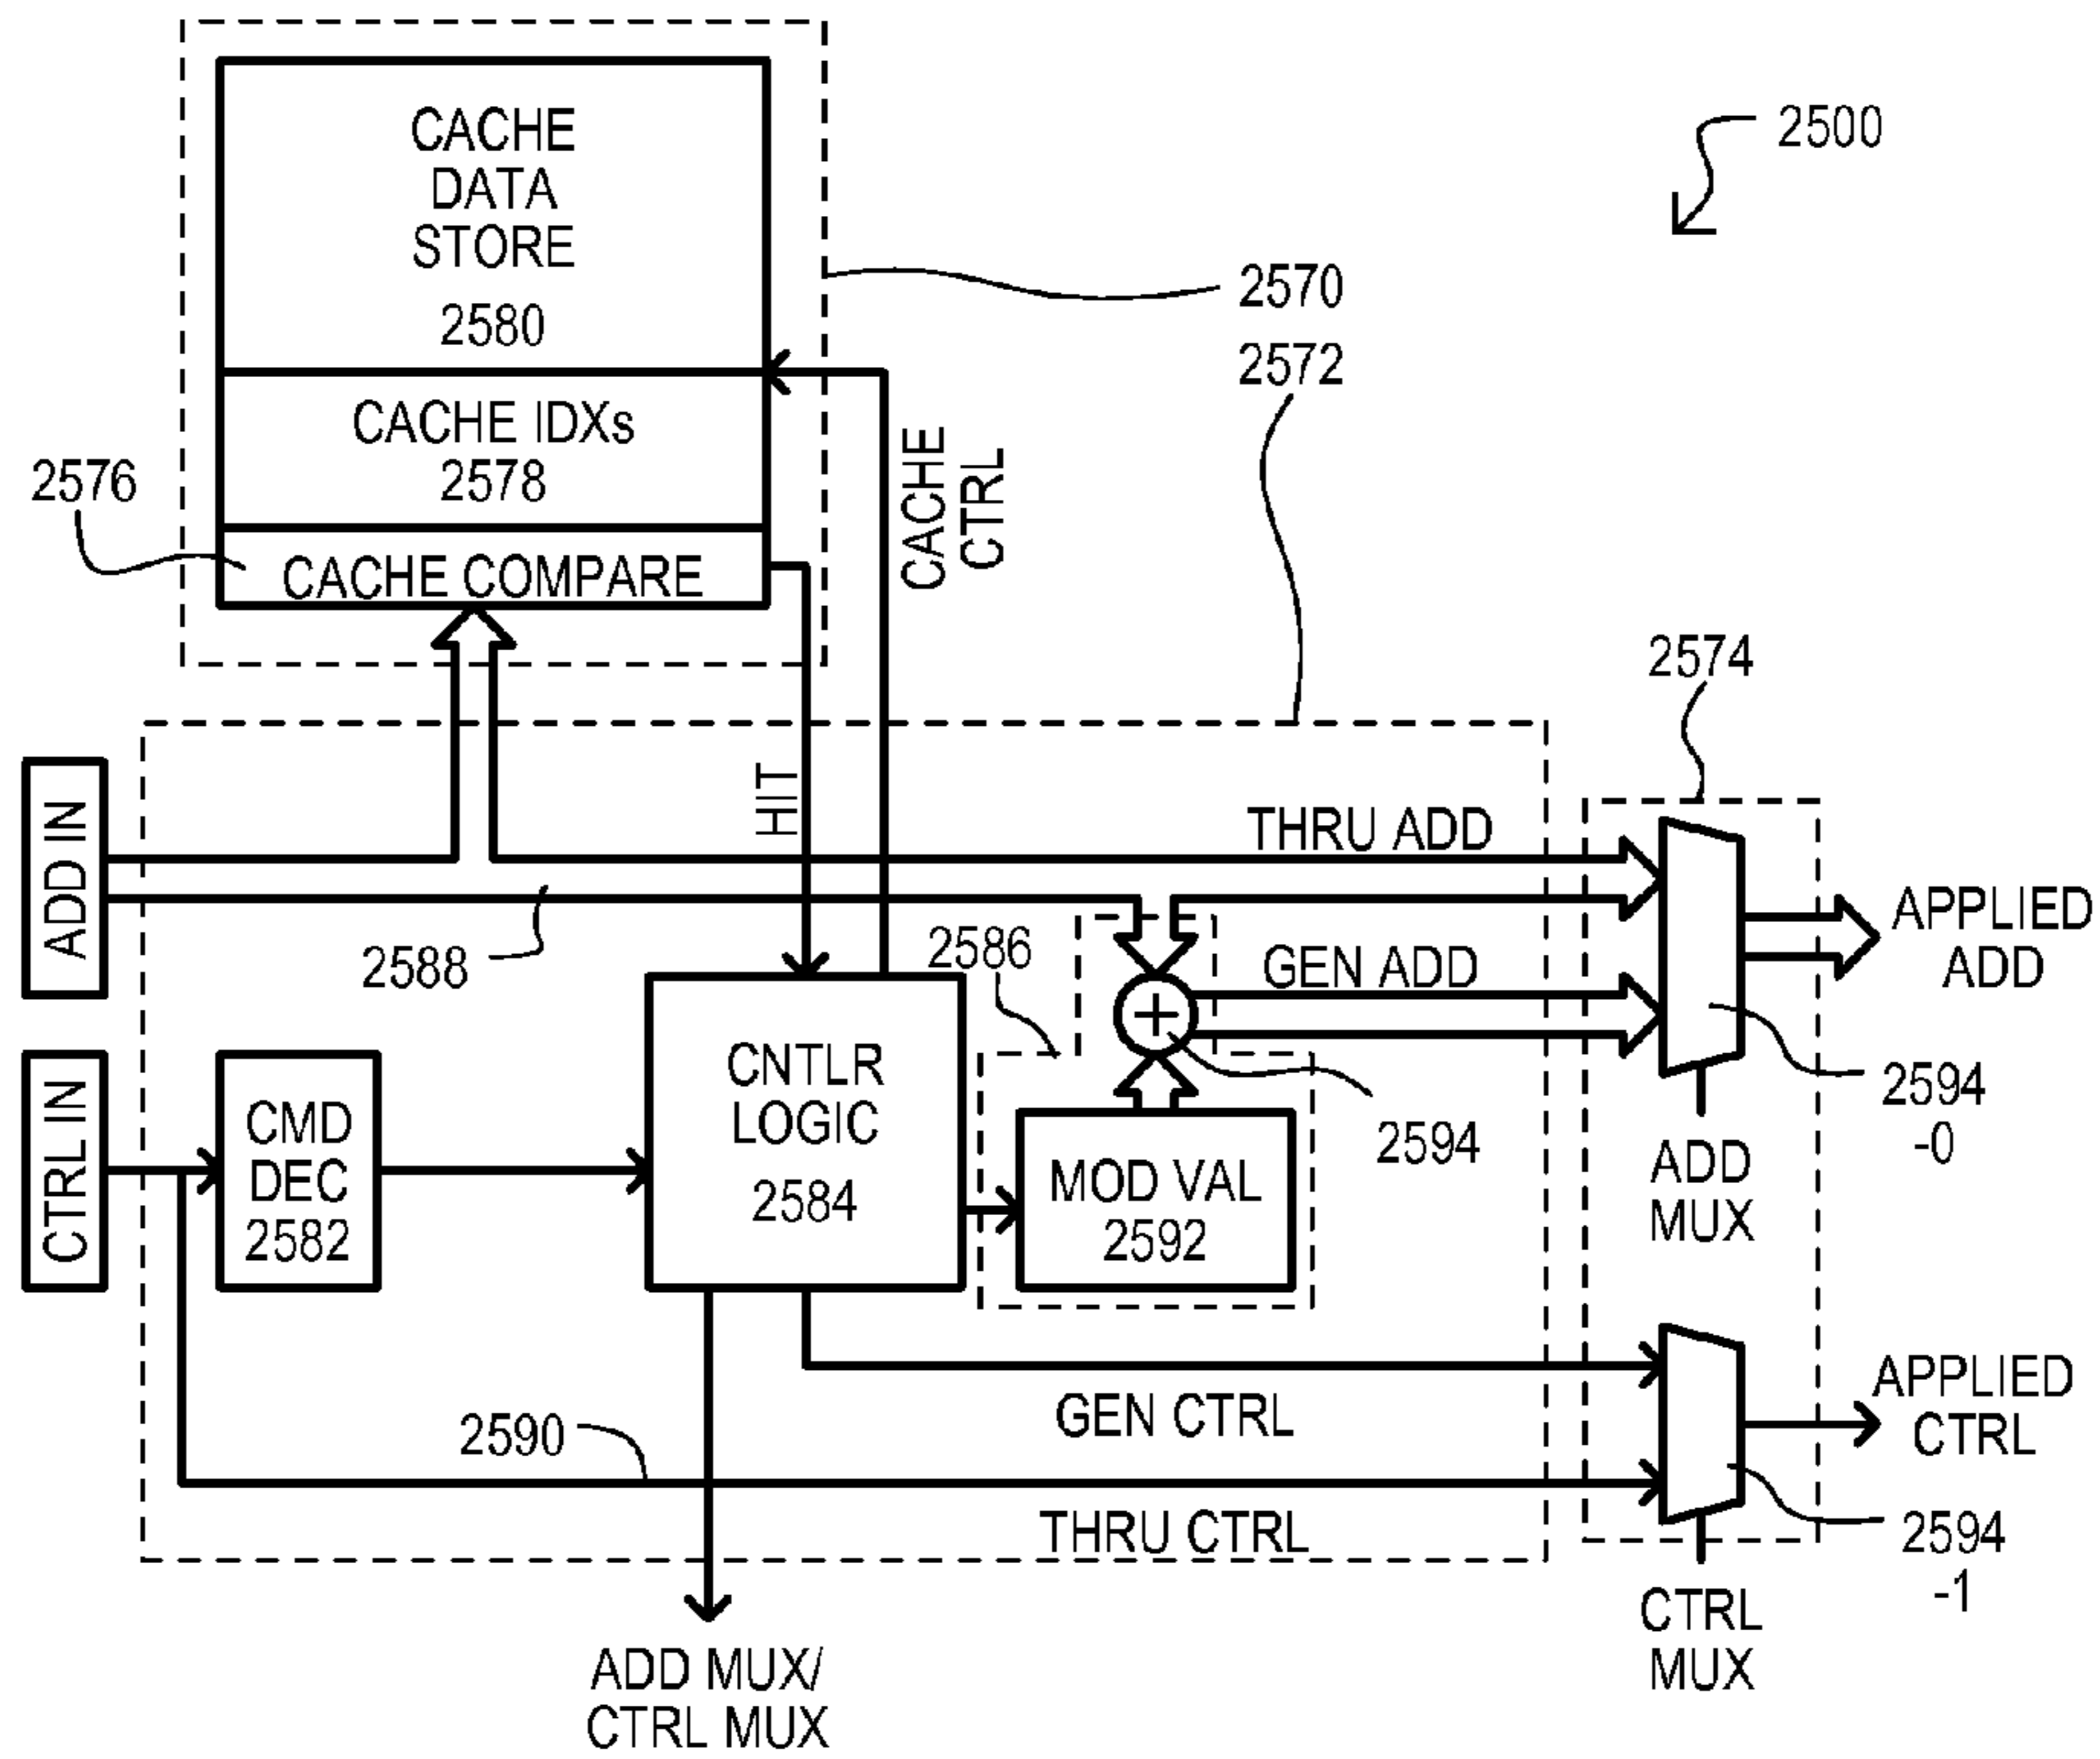 CACHE
DATA
STORE
2580
2500
2570
2572
CACHE IDXs
2578
2576
CACHE
CTRL
CACHE COMPARE
2574
HIT
ADD IN
THRU ADD
2588
2586
GEN ADD
APPLIED
ADD
CTRL IN
CMD
DEC
2582
CNTLR
LOGIC
2584
MOD VAL
2592
2594
2594
-0
ADD
MUX
GEN CTRL
2590
THRU CTRL
APPLIED
CTRL
2594
-1
CTRL
MUX
ADD MUX/
CTRL MUX